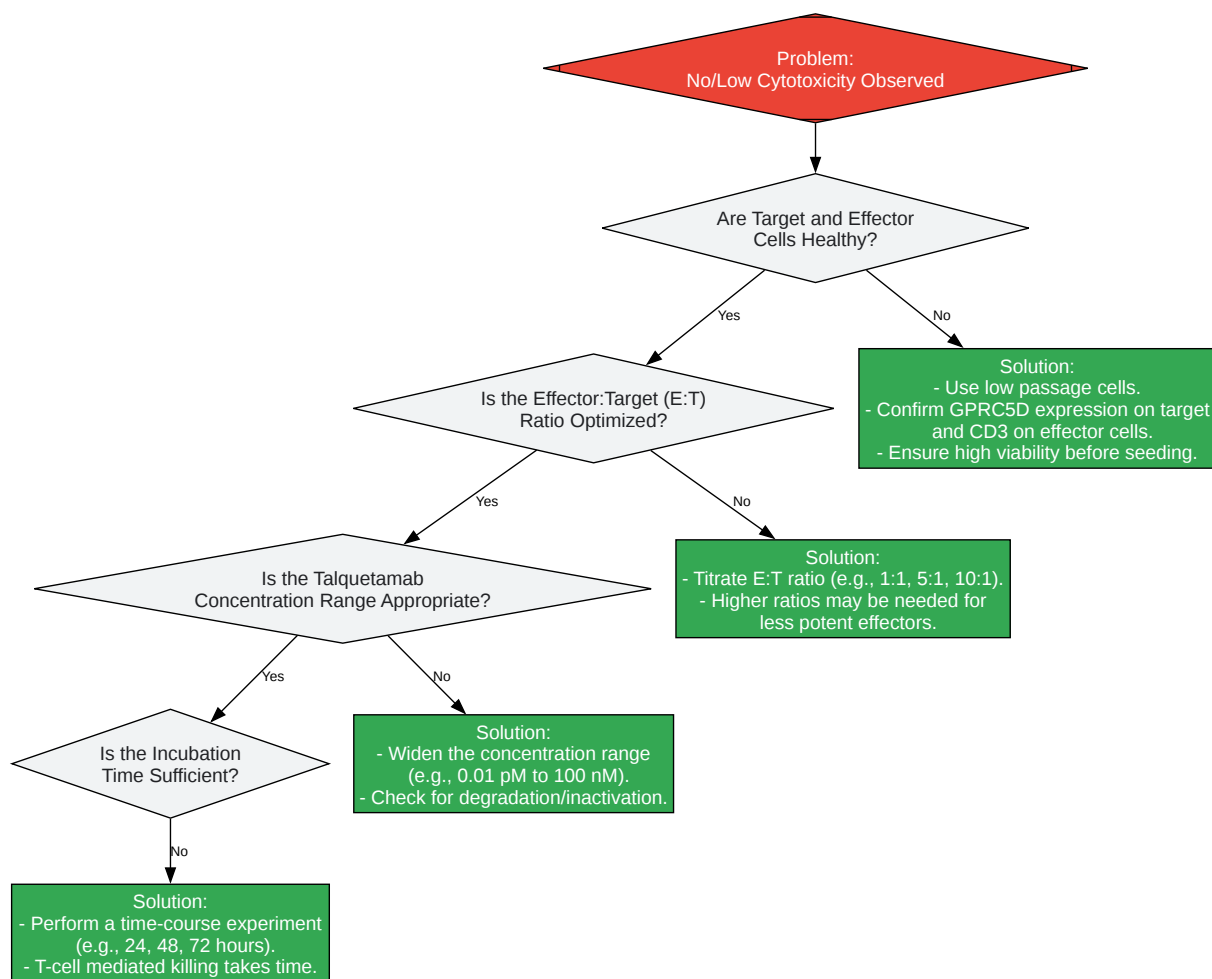 Problem:
No/Low Cytotoxicity Observed
Are Target and Effector
Cells Healthy?
Yes
No
Solution:
- Use low passage cells.
- Confirm GPRC5D expression on target
and CD3 on effector cells.
- Ensure high viability before seeding.
Is the Effector:Target (E:T)
Ratio Optimized?
Yes
No
Solution:
- Titrate E:T ratio (e.g., 1:1, 5:1, 10:1).
- Higher ratios may be needed for
less potent effectors.
Is the Talquetamab
Concentration Range Appropriate?
Yes
No
Solution:
- Widen the concentration range
(e.g., 0.01 pM to 100 nM).
- Check for degradation/inactivation.
Is the Incubation
Time Sufficient?
No
Solution:
- Perform a time-course experiment
(e.g., 24, 48, 72 hours).
- T-cell mediated killing takes time.